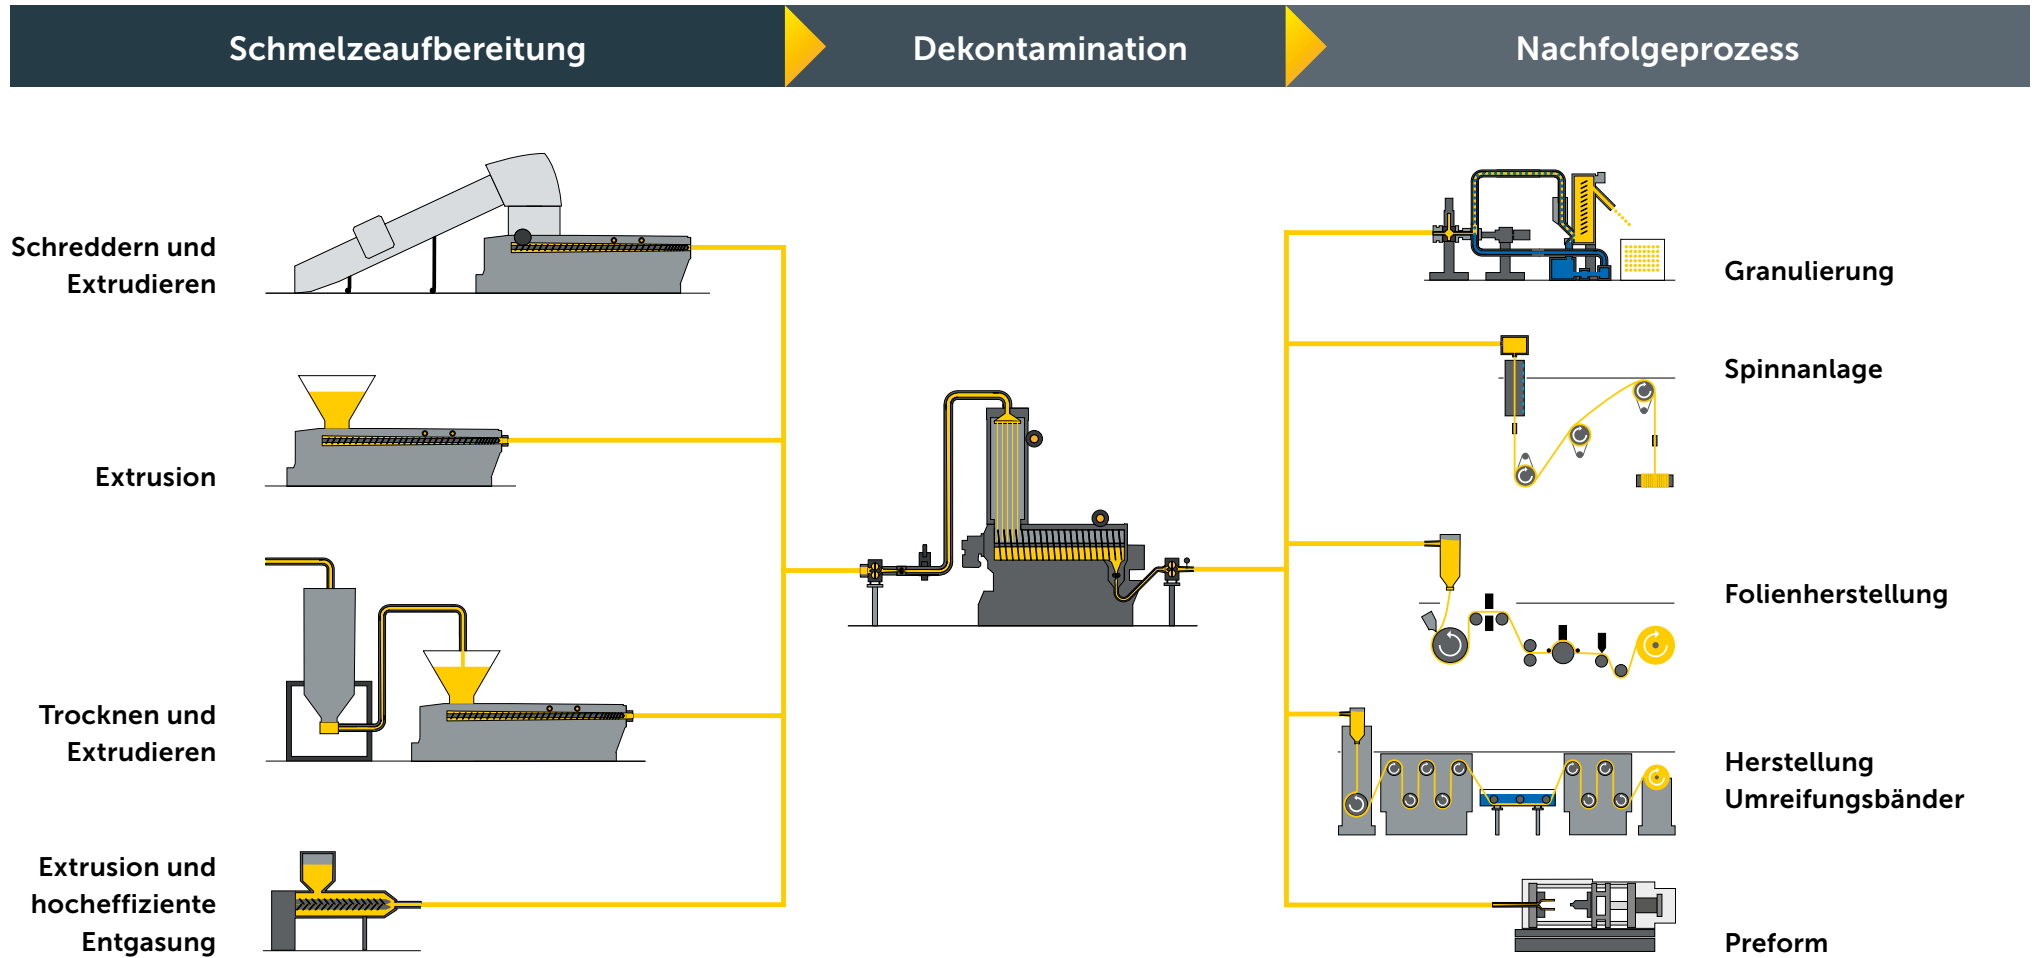 Schmelzeaufbereitung
Dekontamination
Nachfolgeprozess
Schreddern und
Extrudieren
Extrusion
Trocknen und
Extrudieren
Extrusion und
hocheffiziente
Entgasung
Granulierung
Spinnanlage
Folienherstellung
Herstellung
Umreifungsbänder
Preform